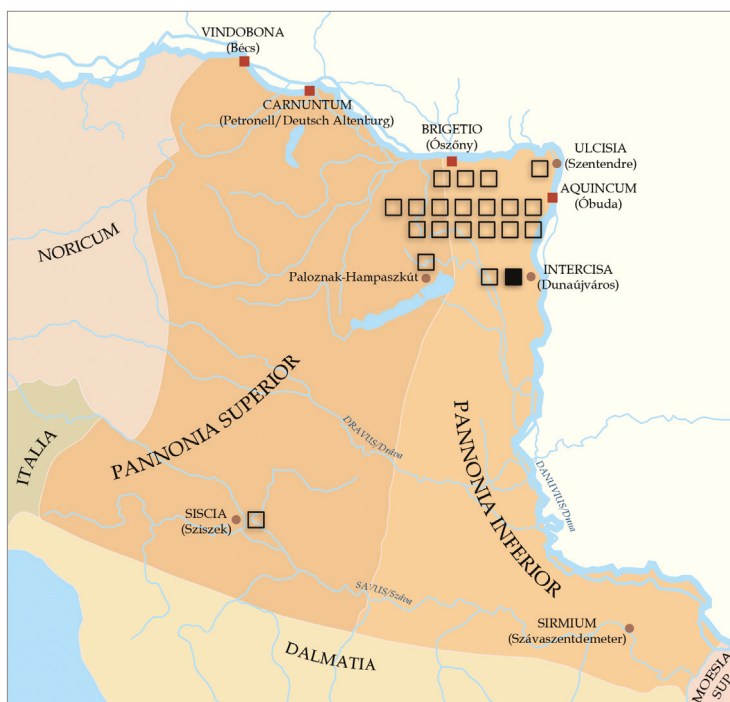 VINDOBONA
(Bécs)
CARNUNTUM
(Petronell/Deutsch Altenburg)
BRIGETIO
(Őszőny)
ULCISIA
(Szentendre)
AQUINCUM
(Óbuda)
NORICUM
INTERCISA
(Dunaújváros)
Paloznak-Hampaszkút
PANNONIA SUPERIOR
PANNONIA INFERIOR
ITALIA
DRAVUS/Dráva
DANUVIUS/Duna
SISCIA
(Sziszek)
SAVUS/Száva
SIRMIUM
(Szávaszentdemeter)
DALMATIA
MOESIA
SUP